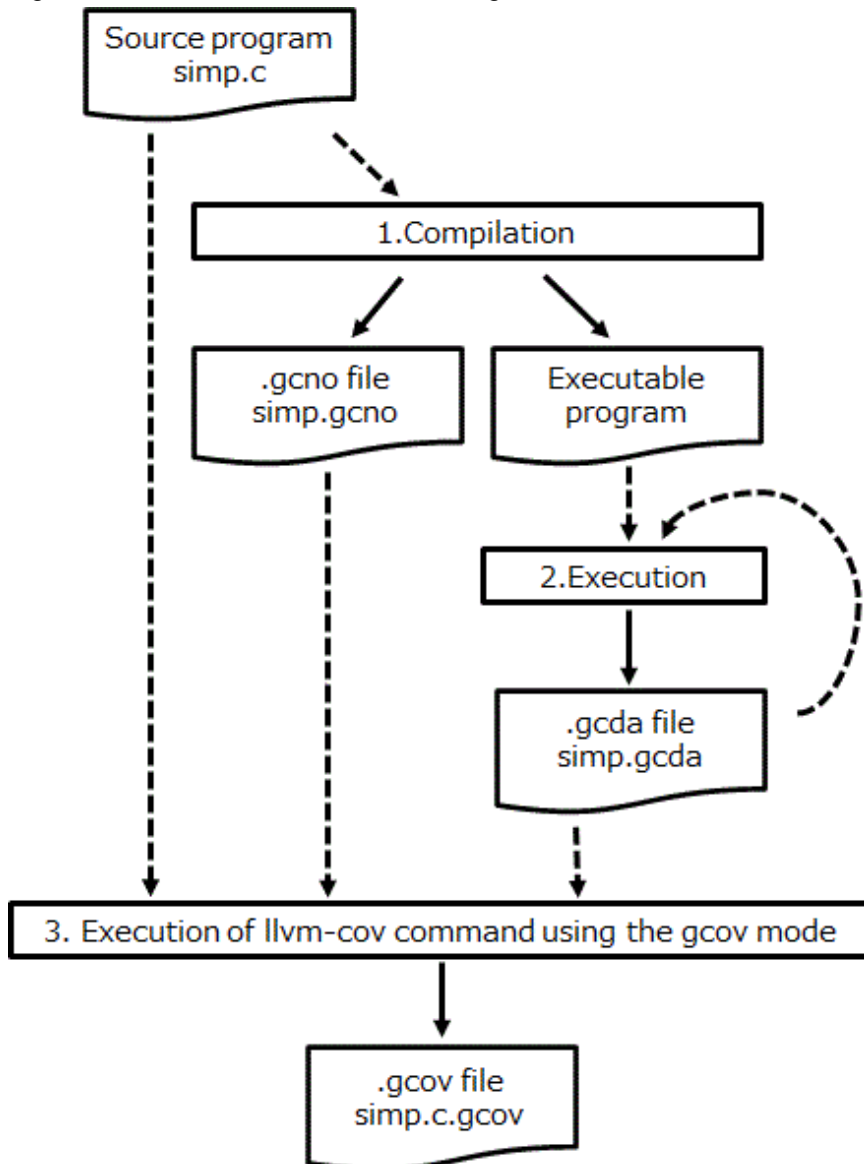 Source program
simp.c
1.Compilation
.gcno file
simp.gcno
Executable
program
2.Execution
.gcda file
simp.gcda
3. Execution of llvm-cov command using the gcov mode
.gcov file
simp.c.gcov